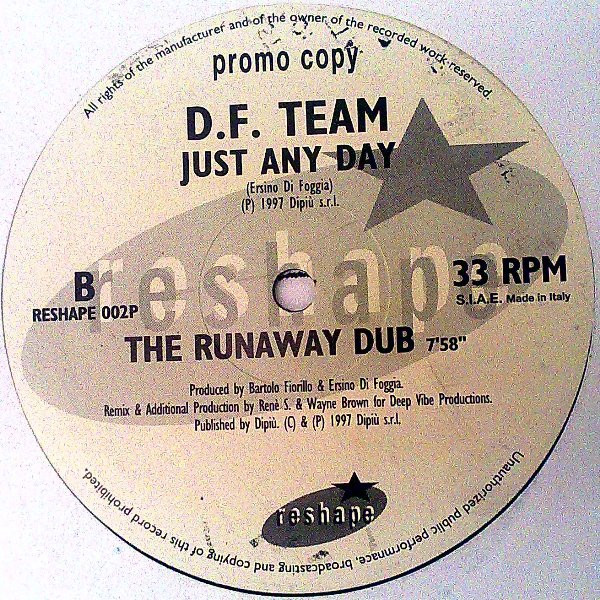 All rights of the manufacturer and of the owner of the recorded work reserved.
promo copy
D.F. TEAM
JUST ANY DAY
(Ersino Di Foggia)
(P) 1997 Dipiù s.r.l.
reshape
B
33 RPM
RESHAPE 002P
S.I.A.E. Made in Italy
THE RUNAWAY DUB 7'58"
Produced by Bartolo Fiorillo & Ersino Di Foggia.
Remix & Additional Production by Renè S. & Wayne Brown for Deep Vibe Productions.
Published by Dipiù. (C) & (P) 1997 Dipiù s.r.l.
reshape
Unauthorized public performance, broadcasting and copying of this record prohibited.